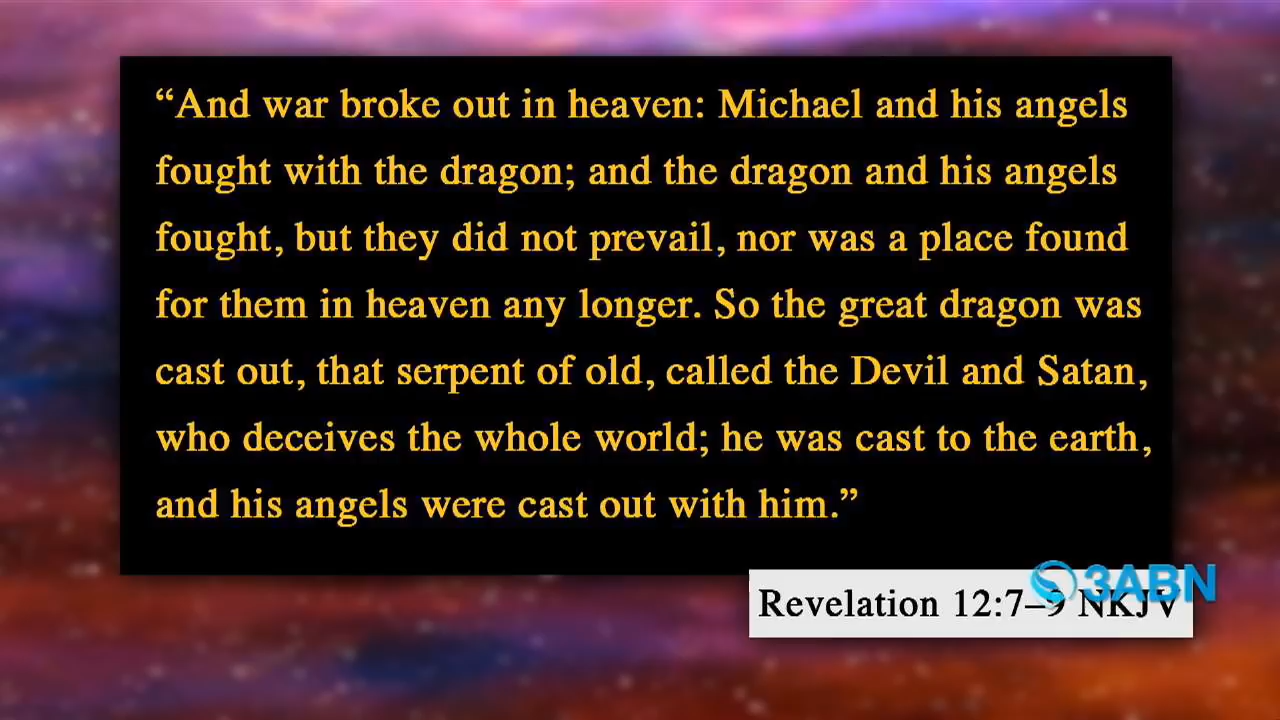 “And war broke out in heaven: Michael and his angels
fought with the dragon; and the dragon and his angels
fought, but they did not prevail, nor was a place found
for them in heaven any longer. So the great dragon was
cast out, that serpent of old, called the Devil and Satan,
who deceives the whole world; he was cast to the earth,
and his angels were cast out with him.”
3ABN
Revelation 12:7–9 NKJV